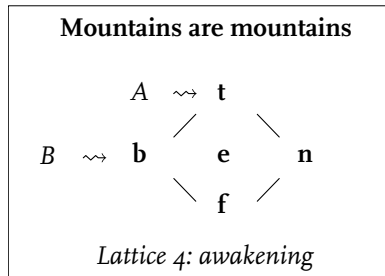 Mountains are mountains
A ⇝ t
B ⇝ b e n
f
Lattice 4: awakening